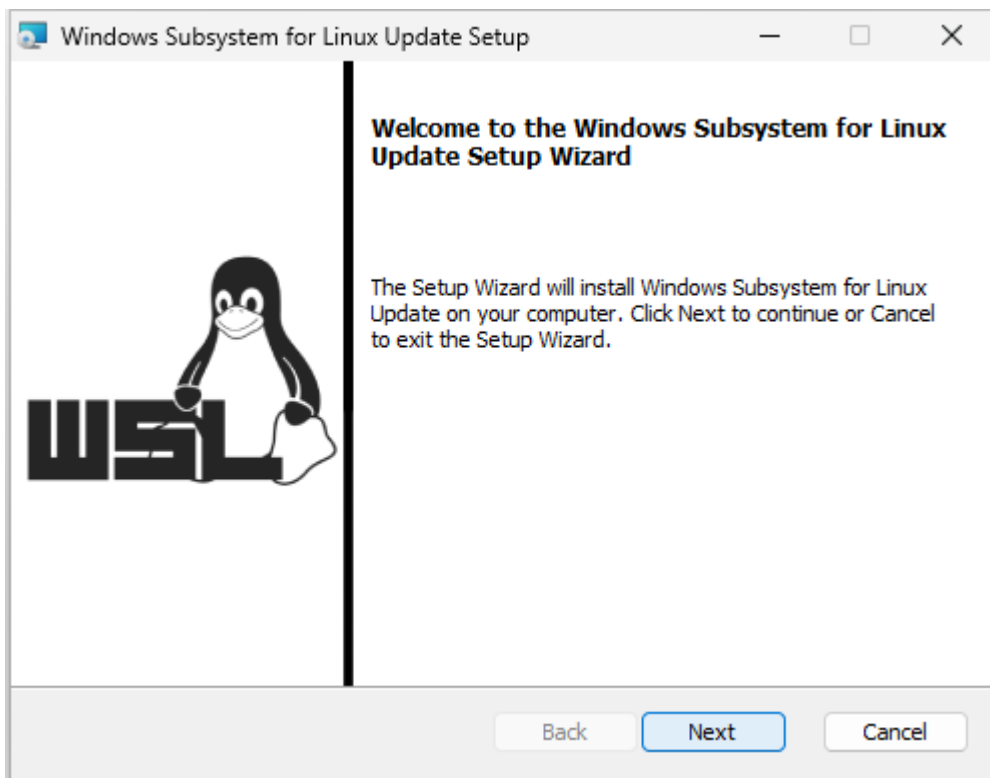 Windows Subsystem for Linux Update Setup
Welcome to the Windows Subsystem for Linux
Update Setup Wizard
The Setup Wizard will install Windows Subsystem for Linux
Update on your computer. Click Next to continue or Cancel
to exit the Setup Wizard.
WSL
Back Next Cancel